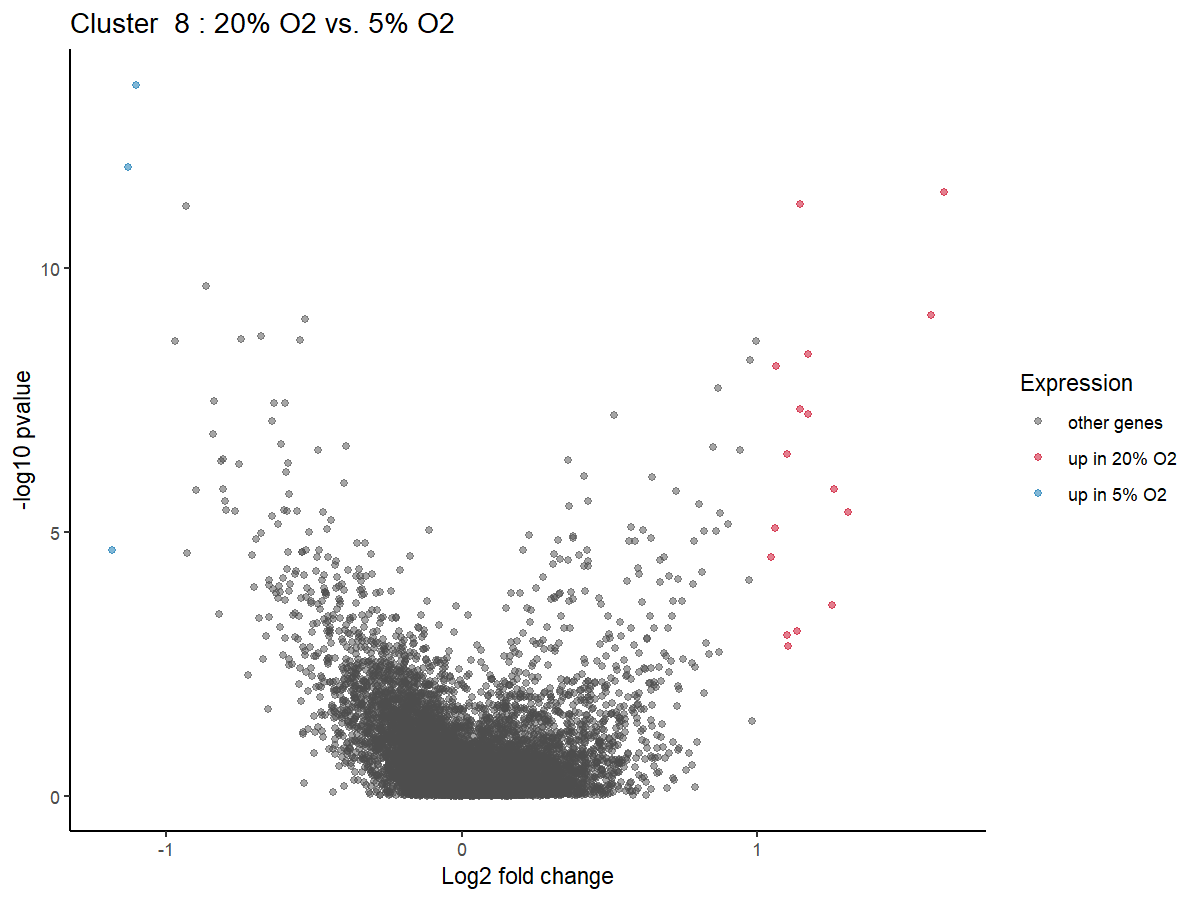 Cluster  8 : 20% O2 vs. 5% O2
-log10 pvalue
10
5
0
-1
0
1
Log2 fold change
Expression
other genes
up in 20% O2
up in 5% O2